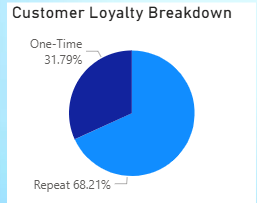 Customer Loyalty Breakdown
One-Time
31.79%
Repeat 68.21%